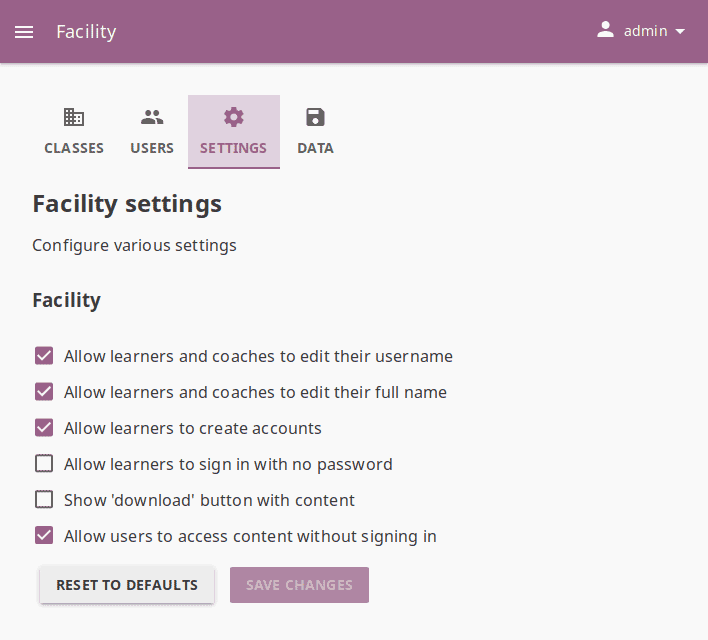 Facility
admin
CLASSES
USERS
SETTINGS
DATA
Facility settings
Configure various settings
Facility
Allow learners and coaches to edit their username
Allow learners and coaches to edit their full name
Allow learners to create accounts
Allow learners to sign in with no password
Show 'download' button with content
Allow users to access content without signing in
RESET TO DEFAULTS
SAVE CHANGES